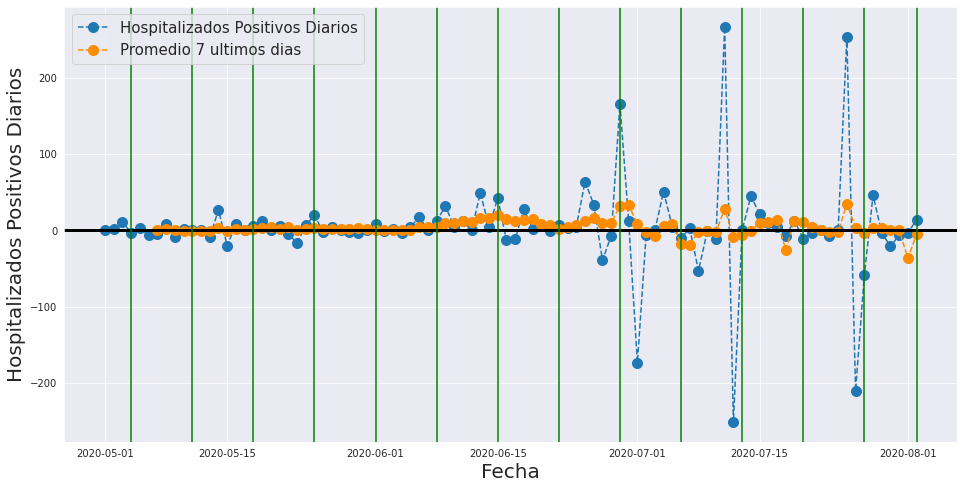 Hospitalizados Positivos Diarios
Promedio 7 ultimos dias
Hospitalizados Positivos Diarios
200
100
0
−100
−200
2020-05-01 2020-05-15 2020-06-01 2020-06-15 2020-07-01 2020-07-15 2020-08-01
Fecha